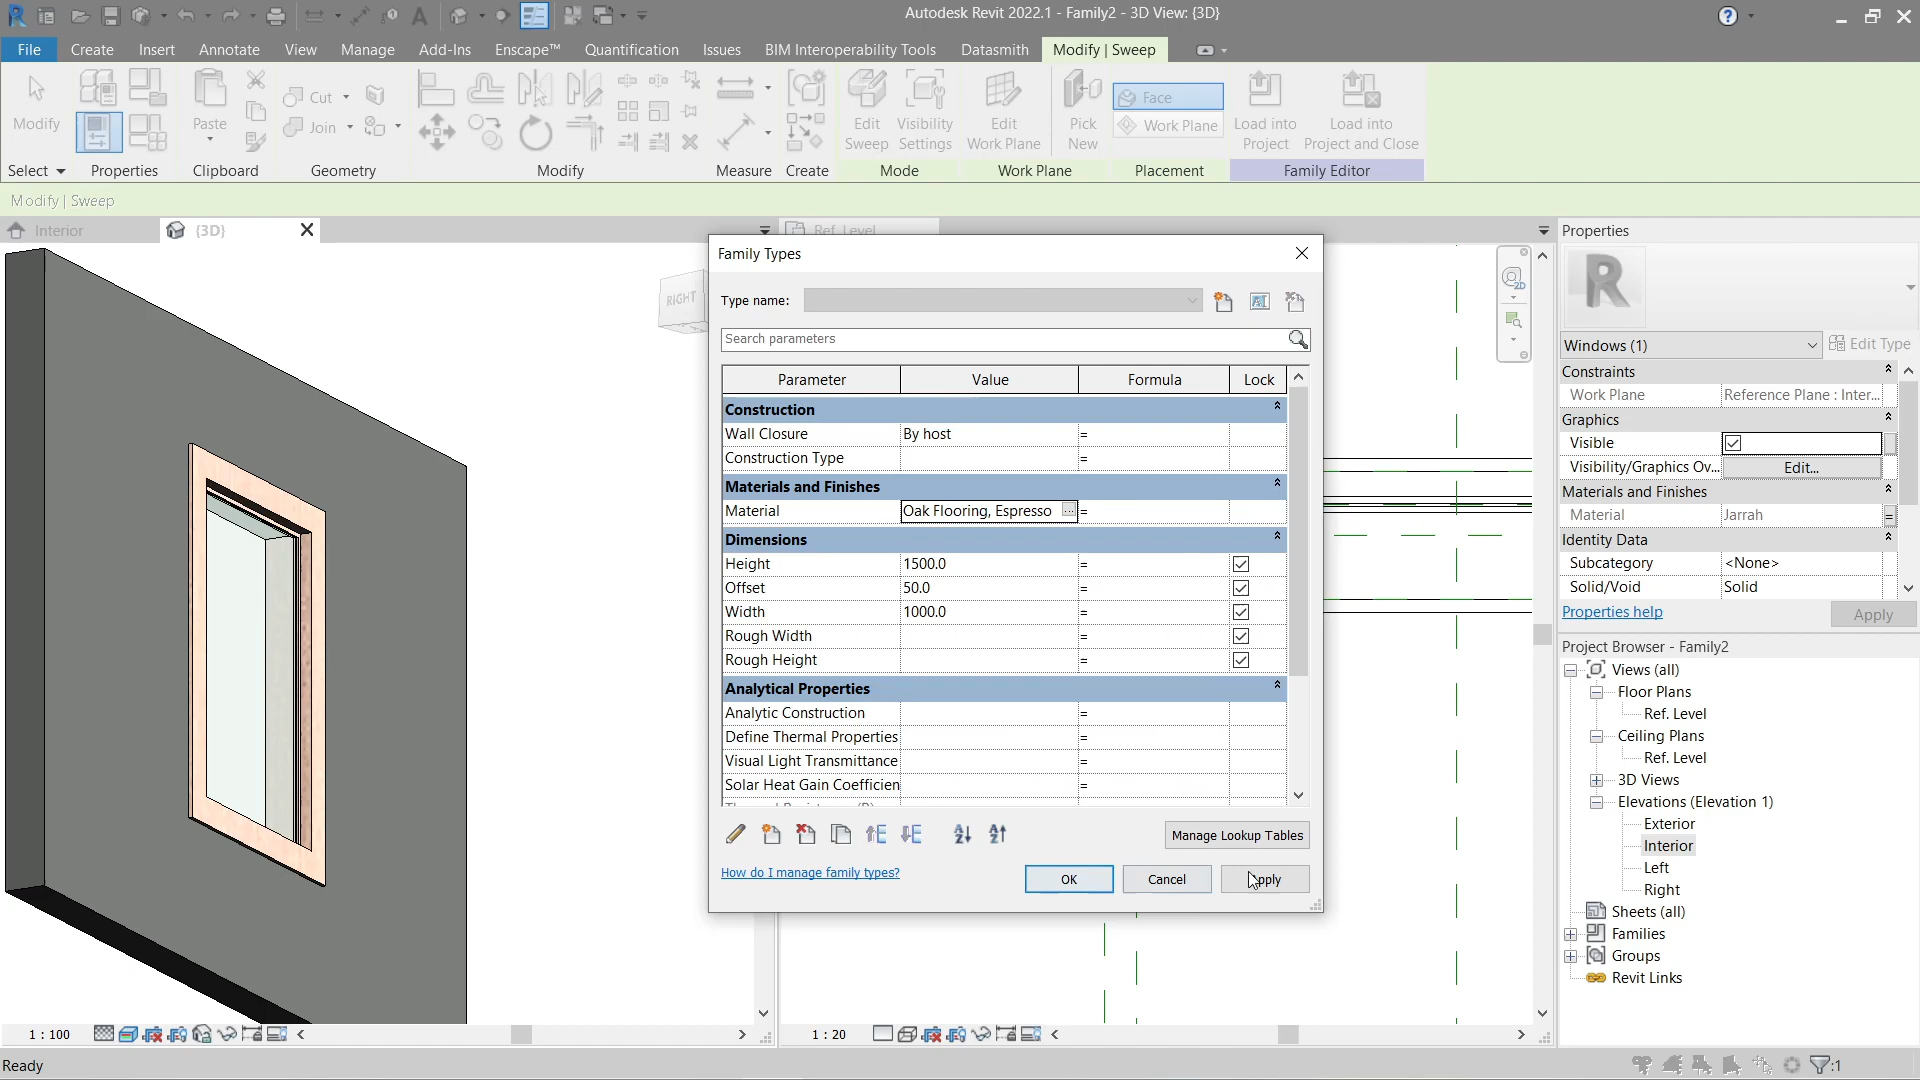 Autodesk Revit 2022.1 - Family2 - 3D View: {3D}
File Create Insert Annotate View Manage Add-Ins Enscape™ Quantification Issues BIM Interoperability Tools Datasmith Modify | Sweep
Modify
Paste
Cut
Join
Edit Sweep
Visibility Settings
Edit Work Plane
Pick New
Face
Work Plane
Load into Project
Load into Project and Close
Select Properties Clipboard Geometry Modify Measure Create Mode Work Plane Placement Family Editor
Modify | Sweep
Interior
{3D}
Ref. Level
RIGHT
Family Types
Type name:
Search parameters
Parameter Value Formula Lock
Construction
Wall Closure By host =
Construction Type =
Materials and Finishes
Material Oak Flooring, Espresso ... =
Dimensions
Height 1500.0 =
Offset 50.0 =
Width 1000.0 =
Rough Width =
Rough Height =
Analytical Properties
Analytic Construction =
Define Thermal Properties =
Visual Light Transmittance =
Solar Heat Gain Coefficien =
Manage Lookup Tables
How do I manage family types?
OK Cancel Apply
2D
Properties
R
Windows (1)
Edit Type
Constraints
Work Plane Reference Plane : Inter...
Graphics
Visible
Visibility/Graphics Ov... Edit...
Materials and Finishes
Material Jarrah =
Identity Data
Subcategory <None>
Solid/Void Solid
Properties help
Apply
Project Browser - Family2
Views (all)
Floor Plans
Ref. Level
Ceiling Plans
Ref. Level
3D Views
Elevations (Elevation 1)
Exterior
Interior
Left
Right
Sheets (all)
Families
Groups
Revit Links
1 : 100
1 : 20
Ready
:1